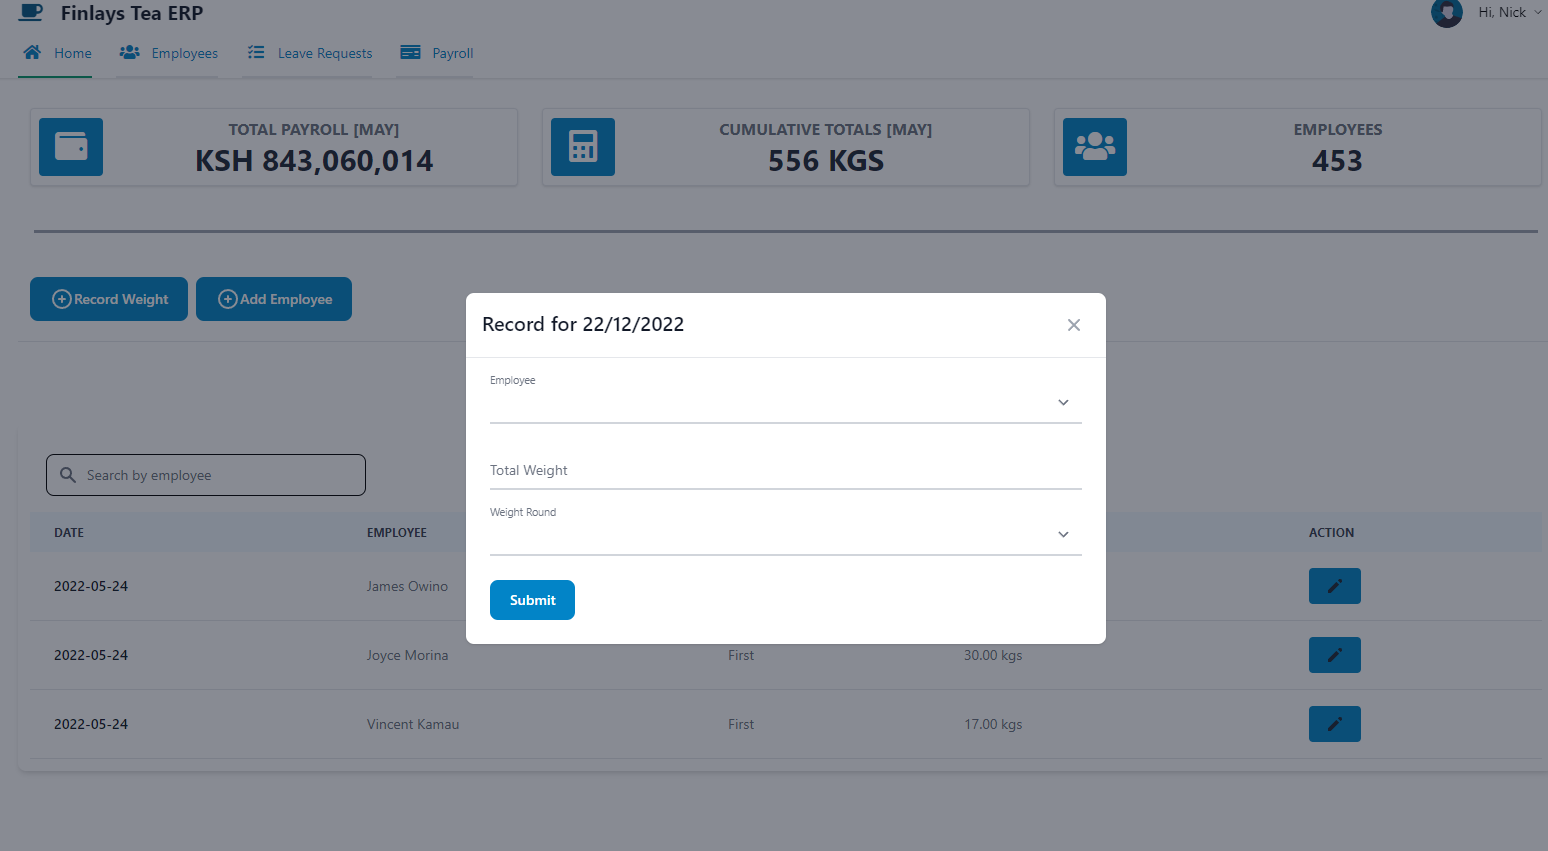 Finlays Tea ERP
Hi, Nick
Home Employees Leave Requests Payroll
TOTAL PAYROLL [MAY]
KSH 843,060,014
CUMULATIVE TOTALS [MAY]
556 KGS
EMPLOYEES
453
Record Weight Add Employee
Record for 22/12/2022
Employee
Total Weight
Weight Round
Submit
Search by employee
DATE EMPLOYEE ACTION
2022-05-24 James Owino
2022-05-24 Joyce Morina First 30.00 kgs
2022-05-24 Vincent Kamau First 17.00 kgs